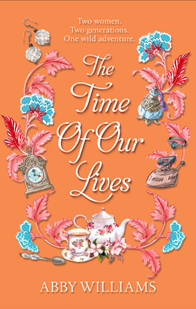 Two women.
Two generations.
One wild adventure.
The
Time
Of Our
Lives
ABBY WILLIAMS